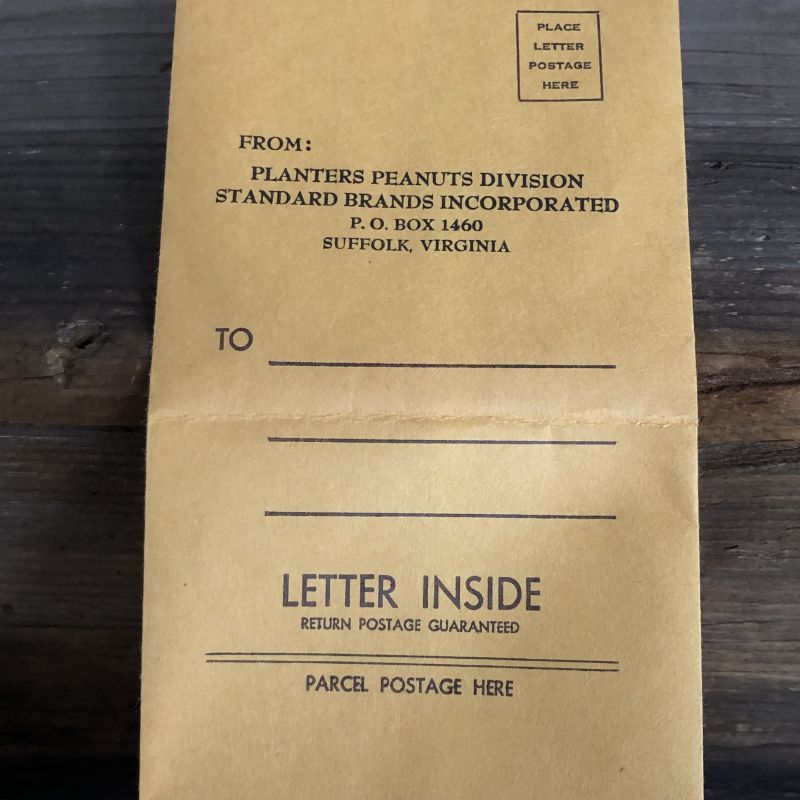 PLACE
LETTER
POSTAGE
HERE
FROM:
PLANTERS PEANUTS DIVISION
STANDARD BRANDS INCORPORATED
P. O. BOX 1460
SUFFOLK, VIRGINIA
TO
LETTER INSIDE
RETURN POSTAGE GUARANTEED
PARCEL POSTAGE HERE